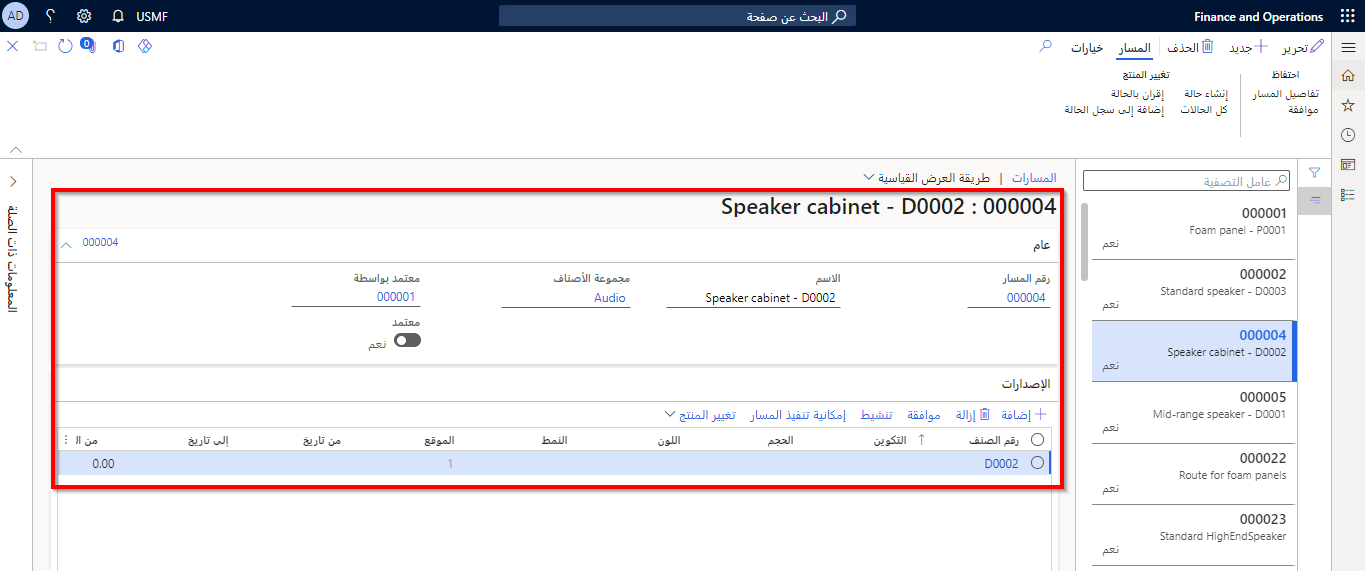 Finance and Operations
البحث عن صفحة
USMF
AD
تحرير
جديد
الحذف
المسار
خيارات
0
احتفاظ
تفاصيل المسار
موافقة
تغيير المنتج
إنشاء حالة
إقران بالحالة
كل الحالات
إضافة إلى سجل الحالة
عامل التصفية
000001
Foam panel - P0001
نعم
000002
Standard speaker - D0003
نعم
000004
Speaker cabinet - D0002
نعم
000005
Mid-range speaker - D0001
نعم
000022
Route for foam panels
نعم
000023
Standard HighEndSpeaker
نعم
المسارات | طريقة العرض القياسية
Speaker cabinet - D0002 : 000004
عام
000004
رقم المسار
000004
الاسم
Speaker cabinet - D0002
مجموعة الأصناف
Audio
معتمد بواسطة
000001
معتمد
نعم
الإصدارات
إضافة
إزالة
موافقة
تنشيط
إمكانية تنفيذ المسار
تغيير المنتج
رقم الصنف التكوين الحجم اللون النمط الموقع من تاريخ إلى تاريخ من ال
D0002 1 0.00
المعلومات ذات الصلة